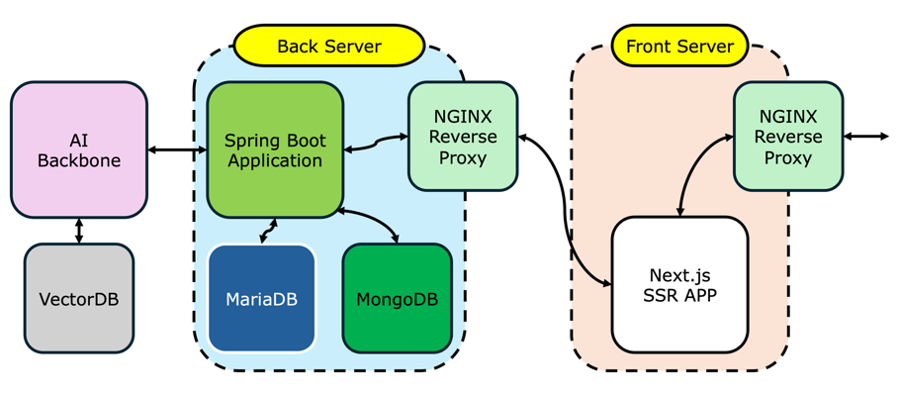 Back Server
Front Server
AI
Backbone
Spring Boot
Application
NGINX
Reverse
Proxy
NGINX
Reverse
Proxy
VectorDB
MariaDB
MongoDB
Next.js
SSR APP